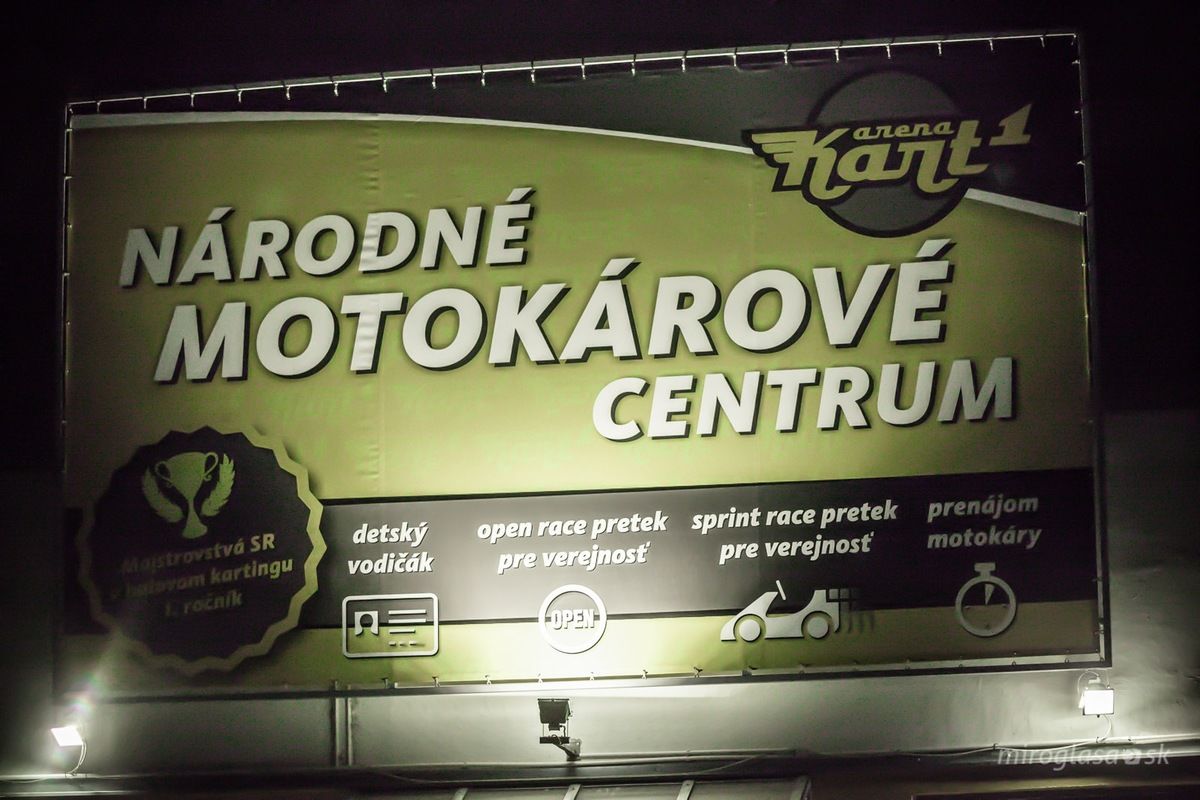 arena
Kart 1
NÁRODNÉ
MOTOKÁROVÉ
CENTRUM
Majstrovstvá SR
v halovom kartingu
1. ročník
detský
vodičák
open race pretek
pre verejnosť
OPEN
sprint race pretek
pre verejnosť
prenájom
motokáry
miroglasa sk